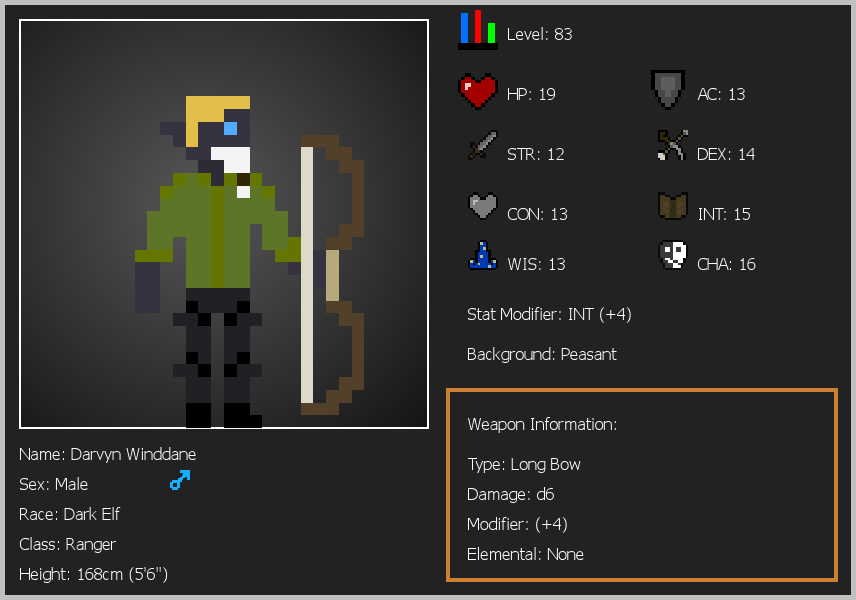 Level: 83
HP: 19
AC: 13
STR: 12
DEX: 14
CON: 13
INT: 15
WIS: 13
CHA: 16
Stat Modifier: INT (+4)
Background: Peasant
Weapon Information:
Type: Long Bow
Damage: d6
Modifier: (+4)
Elemental: None
Name: Darvyn Winddane
Sex: Male
Race: Dark Elf
Class: Ranger
Height: 168cm (5'6")